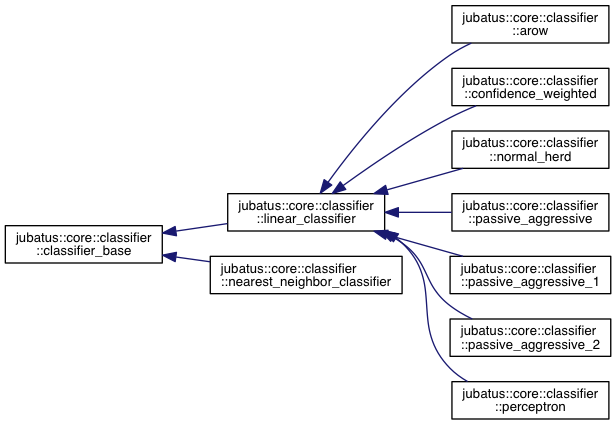 jubatus::core::classifier
::arow
jubatus::core::classifier
::confidence_weighted
jubatus::core::classifier
::normal_herd
jubatus::core::classifier
::linear_classifier
jubatus::core::classifier
::passive_aggressive
jubatus::core::classifier
::classifier_base
jubatus::core::classifier
::nearest_neighbor_classifier
jubatus::core::classifier
::passive_aggressive_1
jubatus::core::classifier
::passive_aggressive_2
jubatus::core::classifier
::perceptron